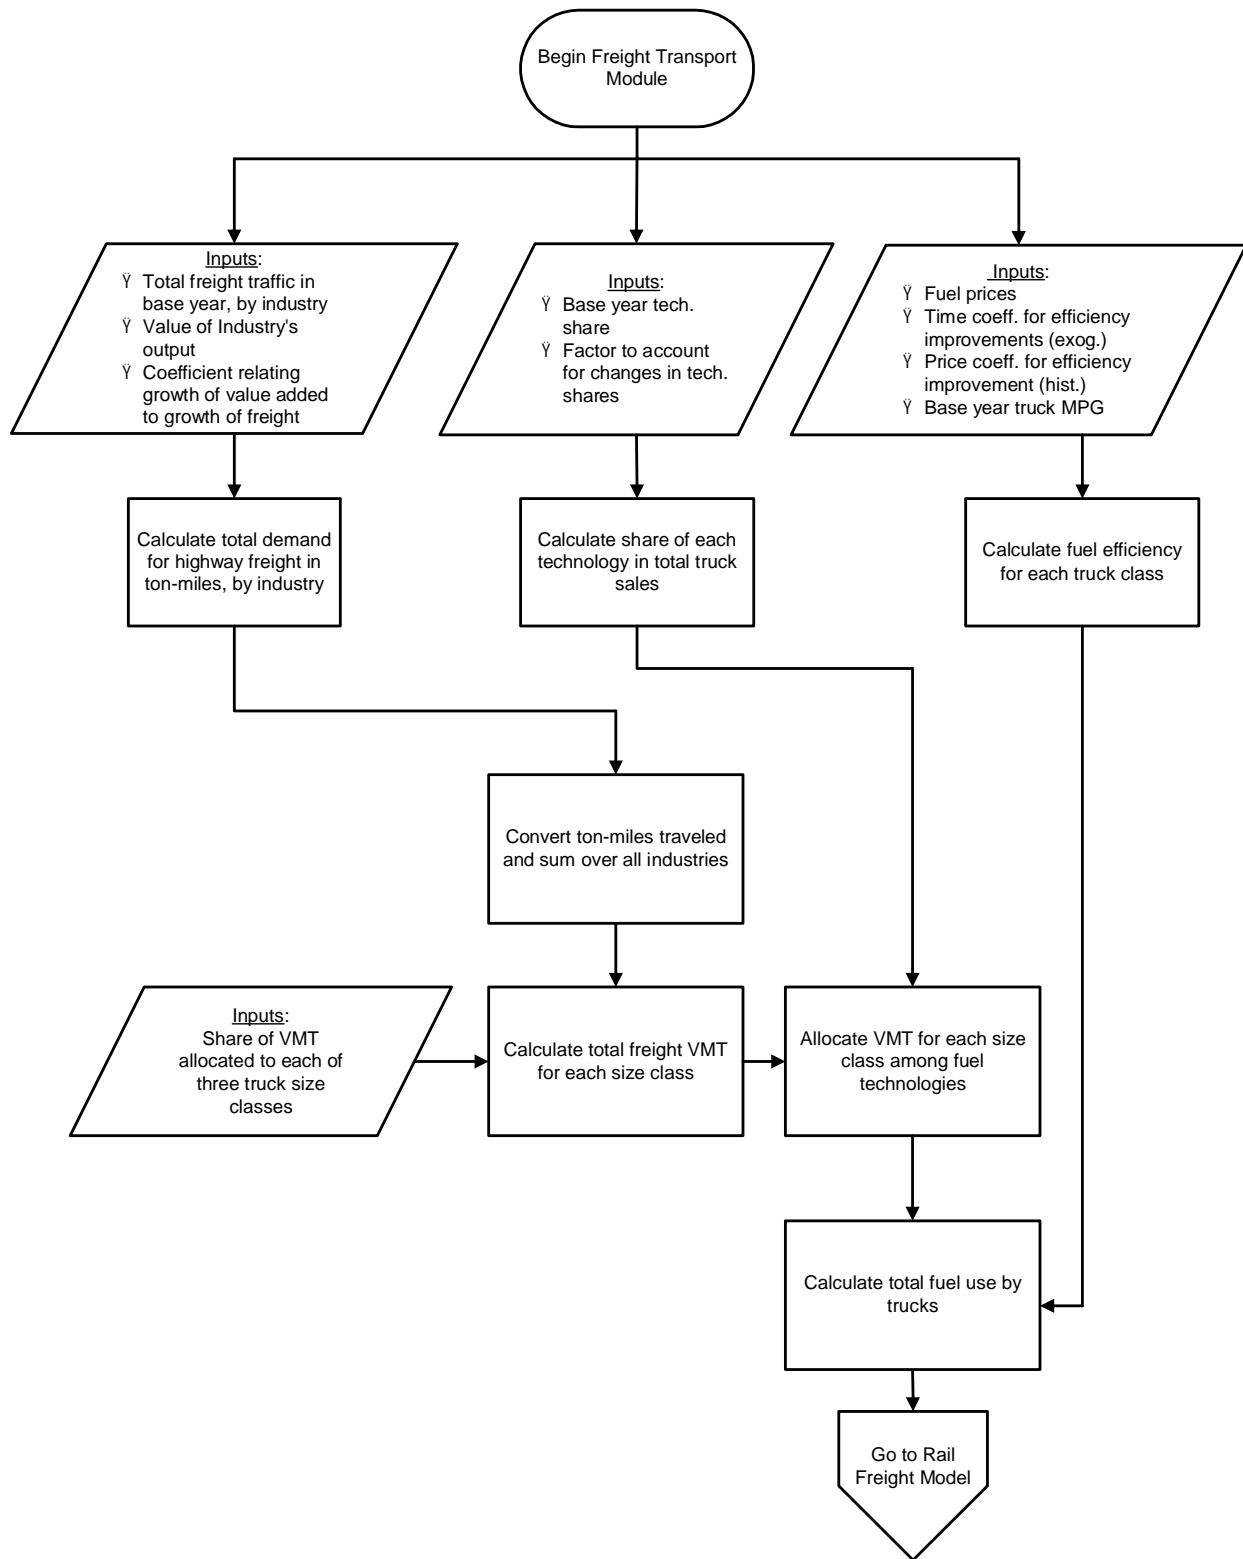 Begin Freight Transport
Module
Inputs:
Ÿ Total freight traffic in
base year, by industry
Ÿ Value of Industry's
output
Ÿ Coefficient relating
growth of value added
to growth of freight
Inputs:
Ÿ Base year tech.
share
Ÿ Factor to account
for changes in tech.
shares
Inputs:
Ÿ Fuel prices
Ÿ Time coeff. for efficiency
improvements (exog.)
Ÿ Price coeff. for efficiency
improvement (hist.)
Ÿ Base year truck MPG
Calculate total demand
for highway freight in
ton-miles, by industry
Calculate share of each
technology in total truck
sales
Calculate fuel efficiency
for each truck class
Convert ton-miles traveled
and sum over all industries
Inputs:
Share of VMT
allocated to each of
three truck size
classes
Calculate total freight VMT
for each size class
Allocate VMT for each size
class among fuel
technologies
Calculate total fuel use by
trucks
Go to Rail
Freight Model